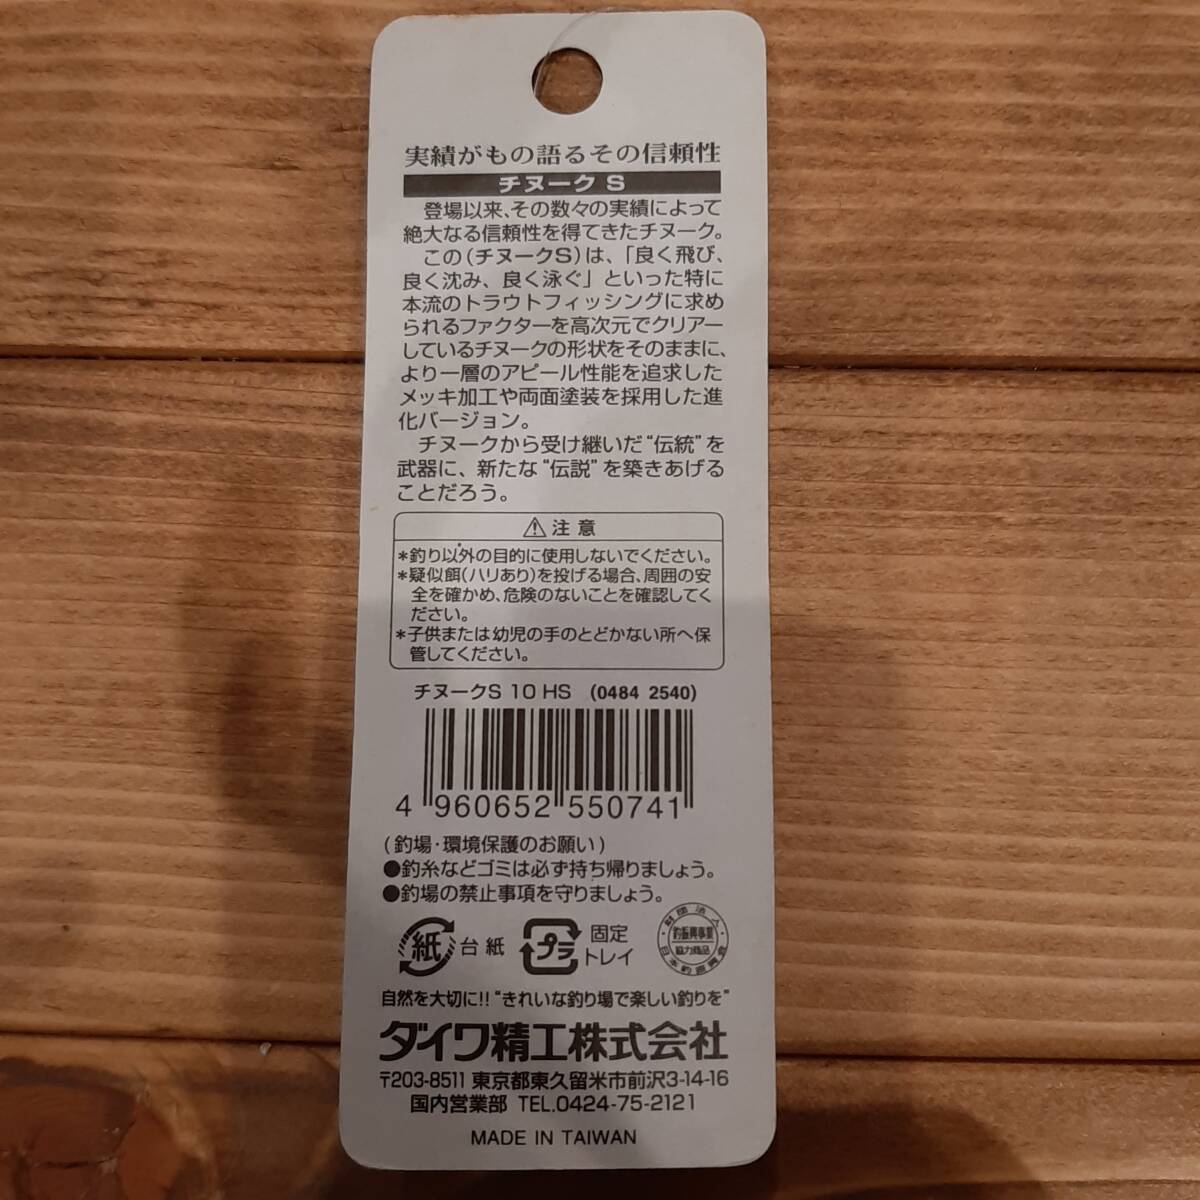 実績がもの語るその信頼性
チヌーク S
登場以来、その数々の実績によって
絶大なる信頼性を得てきたチヌーク。
この(チヌークS)は、「良く飛び、
良く沈み、良く泳ぐ」といった特に
本流のトラウトフィッシングに求め
られるファクターを高次元でクリアー
しているチヌークの形状をそのままに、
より一層のアピール性能を追求した
メッキ加工や両面塗装を採用した進
化バージョン。
チヌークから受け継いだ“伝統”を
武器に、新たな“伝説”を築きあげる
ことだろう。
⚠注意
*釣り以外の目的に使用しないでください。
*疑似餌(ハリあり)を投げる場合、周囲の安
全を確かめ、危険のないことを確認してく
ださい。
*子供または幼児の手のとどかない所へ保
管してください。
チヌークS 10 HS (0484 2540)
4 960652 550741
(釣場・環境保護のお願い)
●釣糸などゴミは必ず持ち帰りましょう。
●釣場の禁止事項を守りましょう。
紙 台紙 プラ 固定
トレイ
財団法人
釣振興事業
協力商品
日本釣振興会
自然を大切に!!“きれいな釣り場で楽しい釣りを”
ダイワ精工株式会社
〒203-8511 東京都東久留米市前沢3-14-16
国内営業部 TEL.0424-75-2121
MADE IN TAIWAN